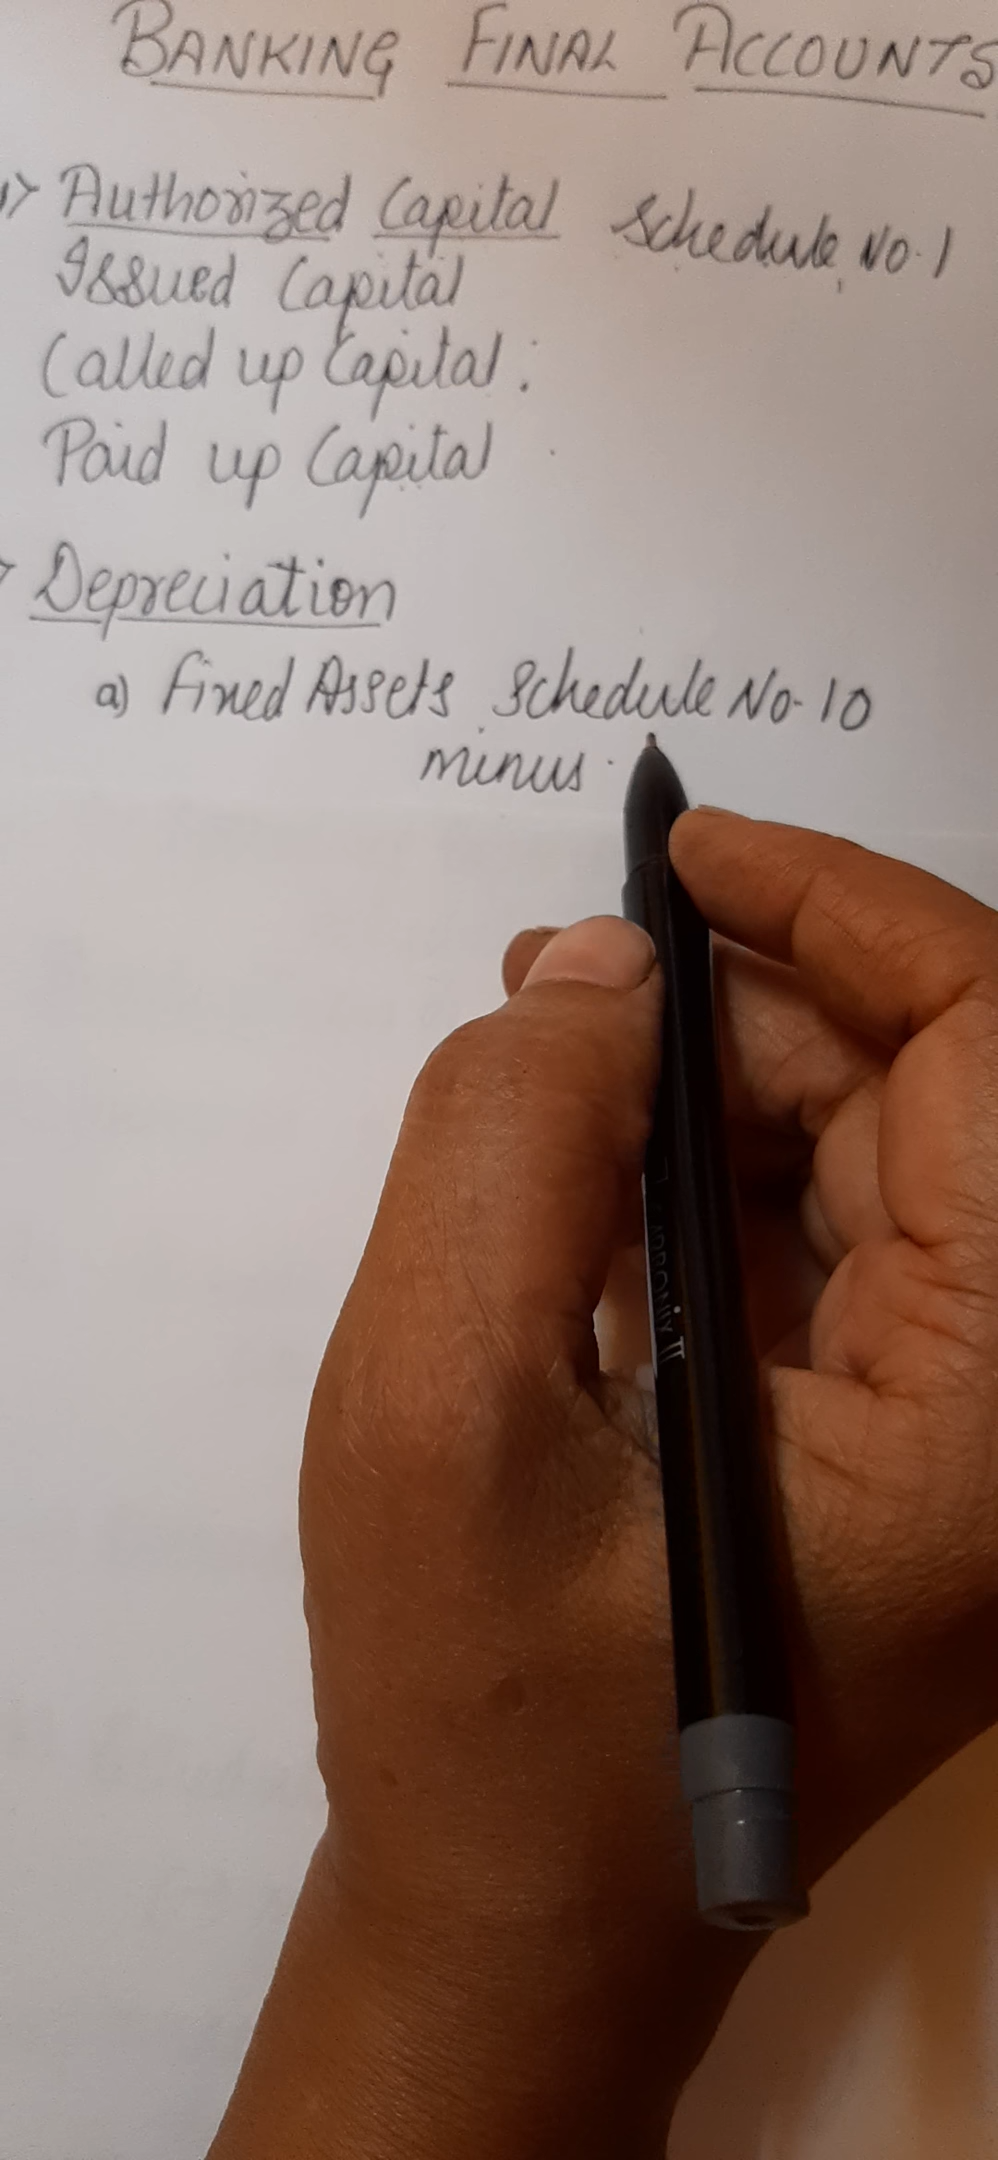 BANKING FINAL ACCOUNTS
1> Authorized Capital Schedule No. 1
Issued Capital
Called up Capital :
Paid up Capital
> Depreciation
a) Fixed Assets Schedule No. 10
minus